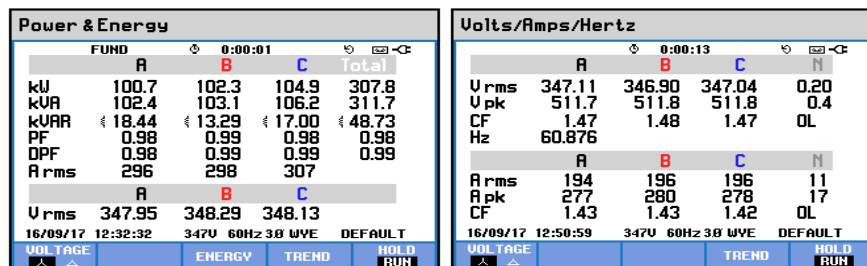 Power & Energy
FUND 0:00:01
A B C Total
kW 100.7 102.3 104.9 307.8
kVA 102.4 103.1 106.2 311.7
kVAR 18.44 13.29 17.00 48.73
PF 0.98 0.99 0.98 0.98
DPF 0.98 0.99 0.99 0.99
A rms 296 298 307
A B C
V rms 347.95 348.29 348.13
16/09/17 12:32:32 347V 60Hz 3Ø WYE DEFAULT
VOLTAGE ENERGY TREND HOLD
RUN
Volts/Amps/Hertz
0:00:13
A B C N
V rms 347.11 346.90 347.04 0.20
V pk 511.7 511.8 511.8 0.4
CF 1.47 1.48 1.47 OL
Hz 60.876
A B C N
A rms 194 196 196 11
A pk 277 280 278 17
CF 1.43 1.43 1.42 OL
16/09/17 12:50:59 347V 60Hz 3Ø WYE DEFAULT
VOLTAGE TREND HOLD
RUN